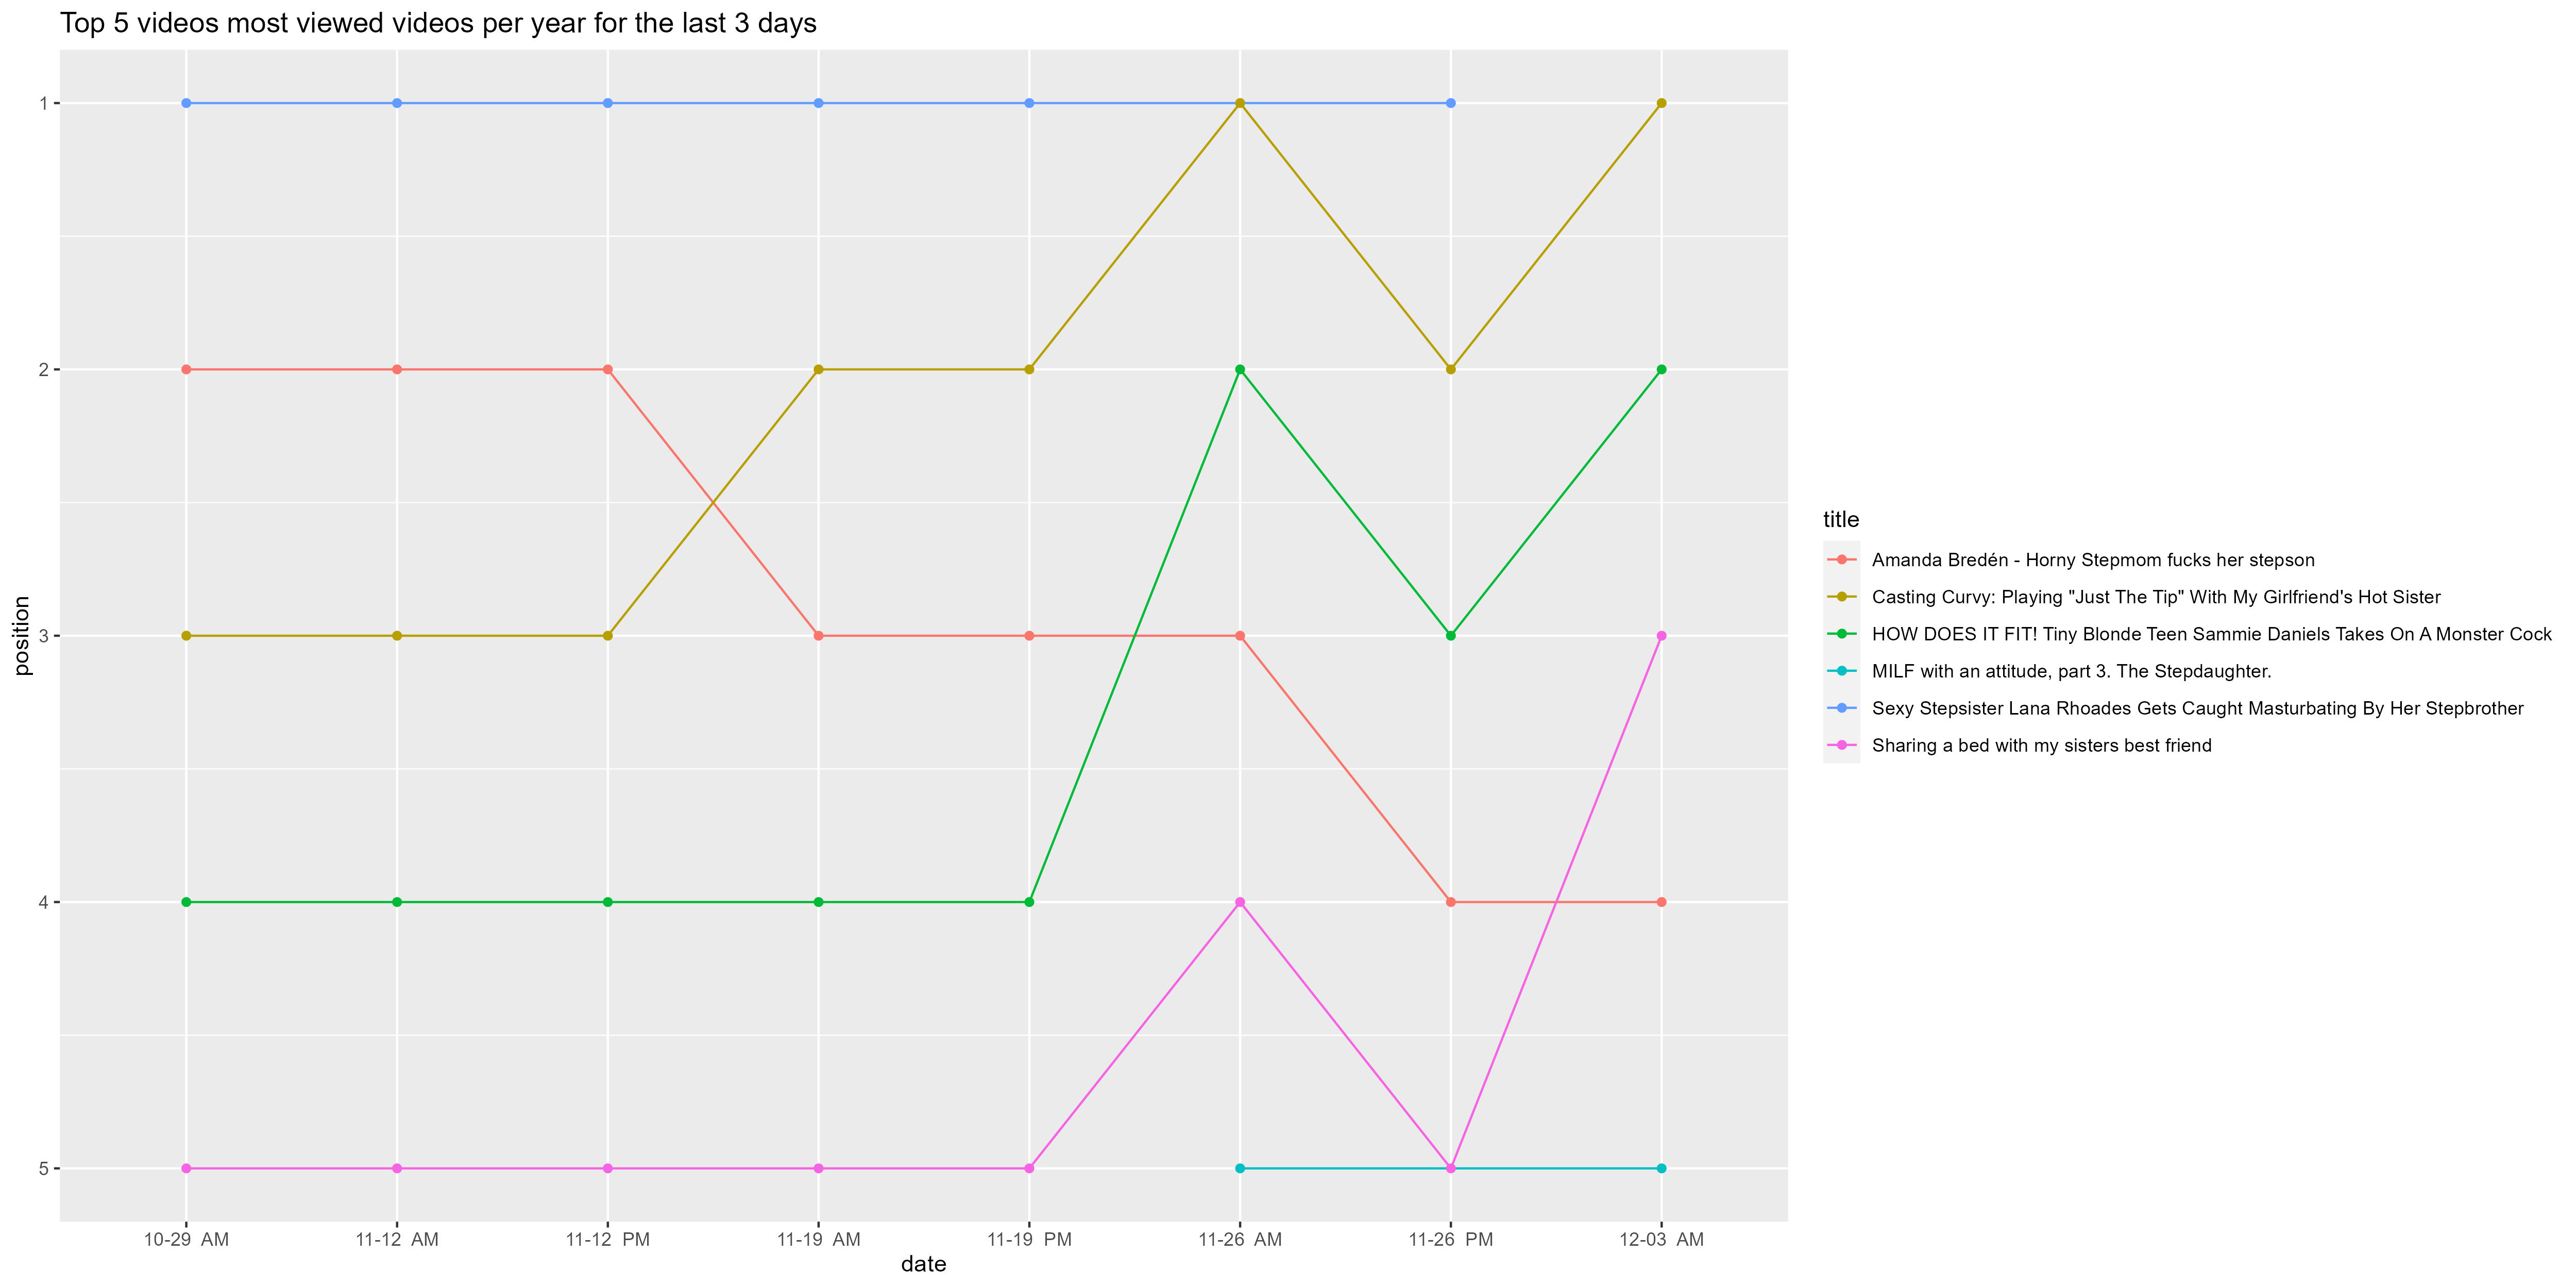 Top 5 videos most viewed videos per year for the last 3 days
position
1
2
3
4
5
10-29 AM
11-12 AM
11-12 PM
11-19 AM
11-19 PM
11-26 AM
11-26 PM
12-03 AM
date
title
Amanda Bredén - Horny Stepmom fucks her stepson
Casting Curvy: Playing "Just The Tip" With My Girlfriend's Hot Sister
HOW DOES IT FIT! Tiny Blonde Teen Sammie Daniels Takes On A Monster Cock
MILF with an attitude, part 3. The Stepdaughter.
Sexy Stepsister Lana Rhoades Gets Caught Masturbating By Her Stepbrother
Sharing a bed with my sisters best friend